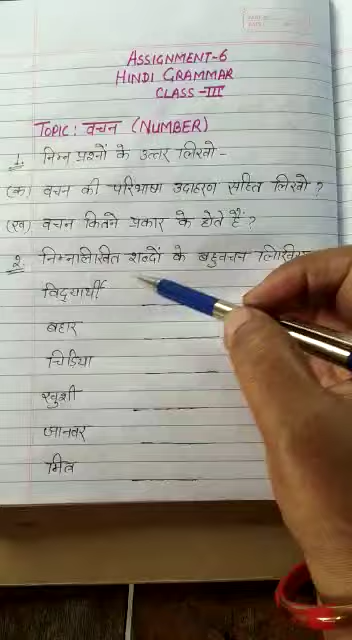 ASSIGNMENT-6
HINDI GRAMMAR
CLASS-III
TOPIC: वचन (NUMBER)
1. निम्न प्रश्नों के उत्तर लिखो -
(क) वचन की परिभाषा उदाहरण सहित लिखो ?
(ख) वचन कितने प्रकार के होते हैं ?
२. निम्नलिखित शब्दों के बहुवचन
विद्यार्थी
बहार
चिडिया
खुशी
जानवर
मित्र